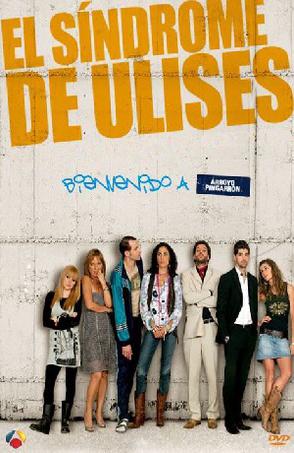 EL SÍNDROME
DE ULISES
BIENVENIDO A
ARROYO
PINGARRÓN
DVD